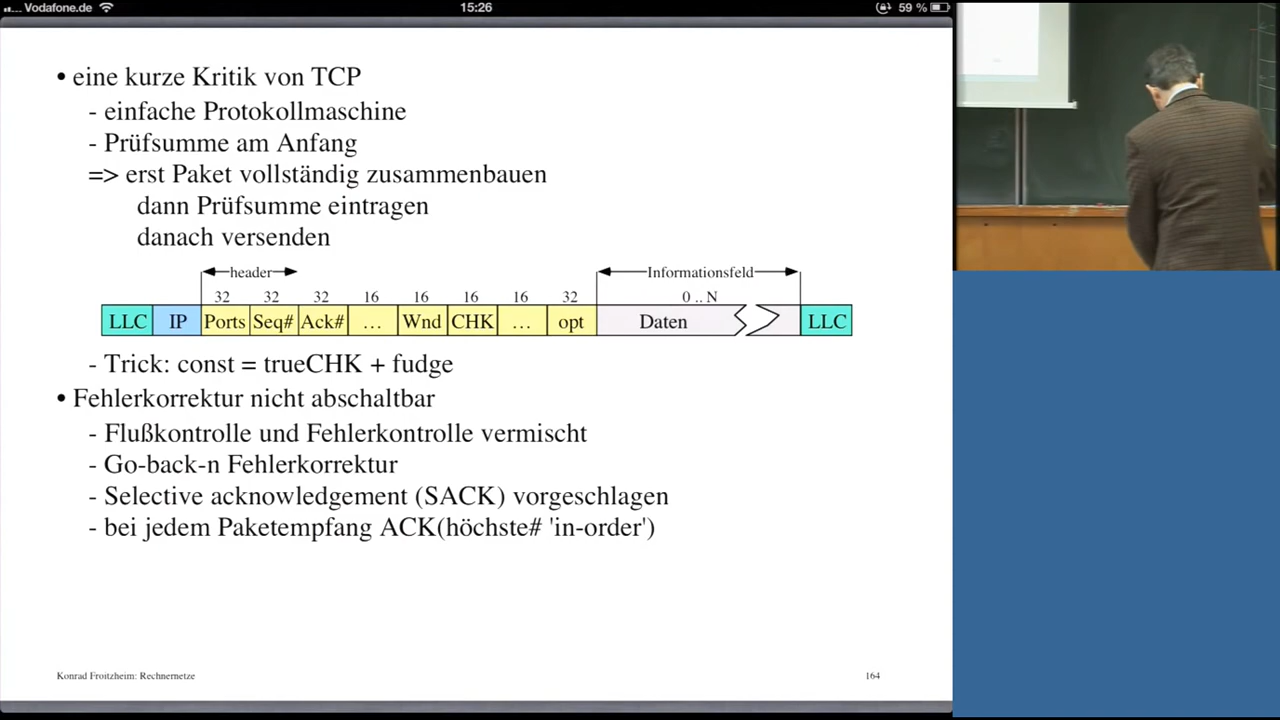 Vodafone.de
15:26
59 %
• eine kurze Kritik von TCP
- einfache Protokollmaschine
- Prüfsumme am Anfang
=> erst Paket vollständig zusammenbauen
dann Prüfsumme eintragen
danach versenden
header
Informationsfeld
32 32 32 16 16 16 16 32 0 .. N
LLC IP Ports Seq# Ack# … Wnd CHK … opt Daten LLC
- Trick: const = trueCHK + fudge
• Fehlerkorrektur nicht abschaltbar
- Flußkontrolle und Fehlerkontrolle vermischt
- Go-back-n Fehlerkorrektur
- Selective acknowledgement (SACK) vorgeschlagen
- bei jedem Paketempfang ACK(höchste# 'in-order')
Konrad Froitzheim: Rechnernetze
164